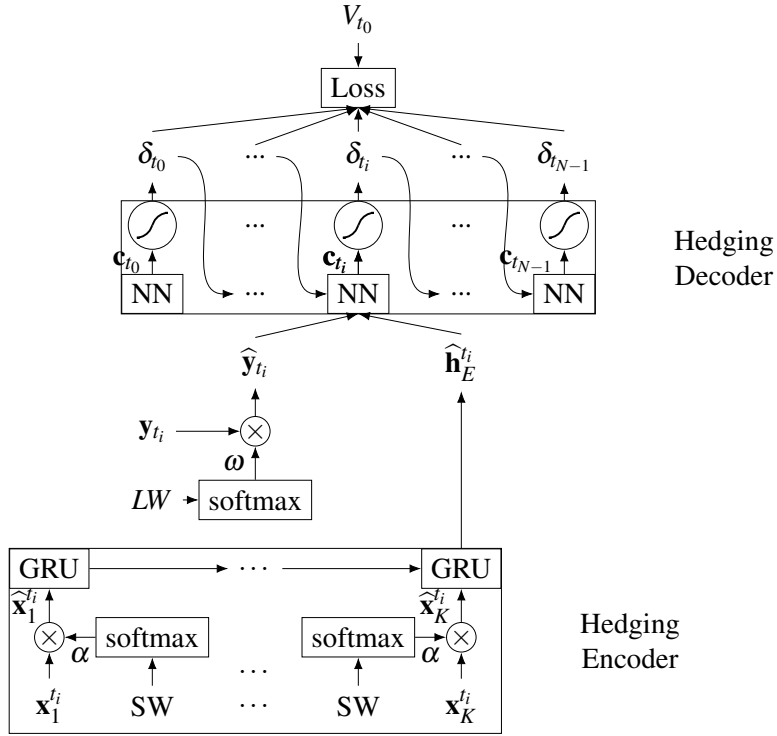 V_{t_0}
Loss
δ_{t_0} ... δ_{t_i} ... δ_{t_{N−1}}
... ...
c_{t_0} c_{t_i} c_{t_{N−1}}
NN ... NN ... NN
Hedging
Decoder
ŷ_{t_i} ĥ_E^{t_i}
y_{t_i} ×
ω
LW softmax
GRU ··· GRU
x̂_1^{t_i} x̂_K^{t_i}
× softmax softmax ×
α α
···
x_1^{t_i} SW ··· SW x_K^{t_i}
Hedging
Encoder